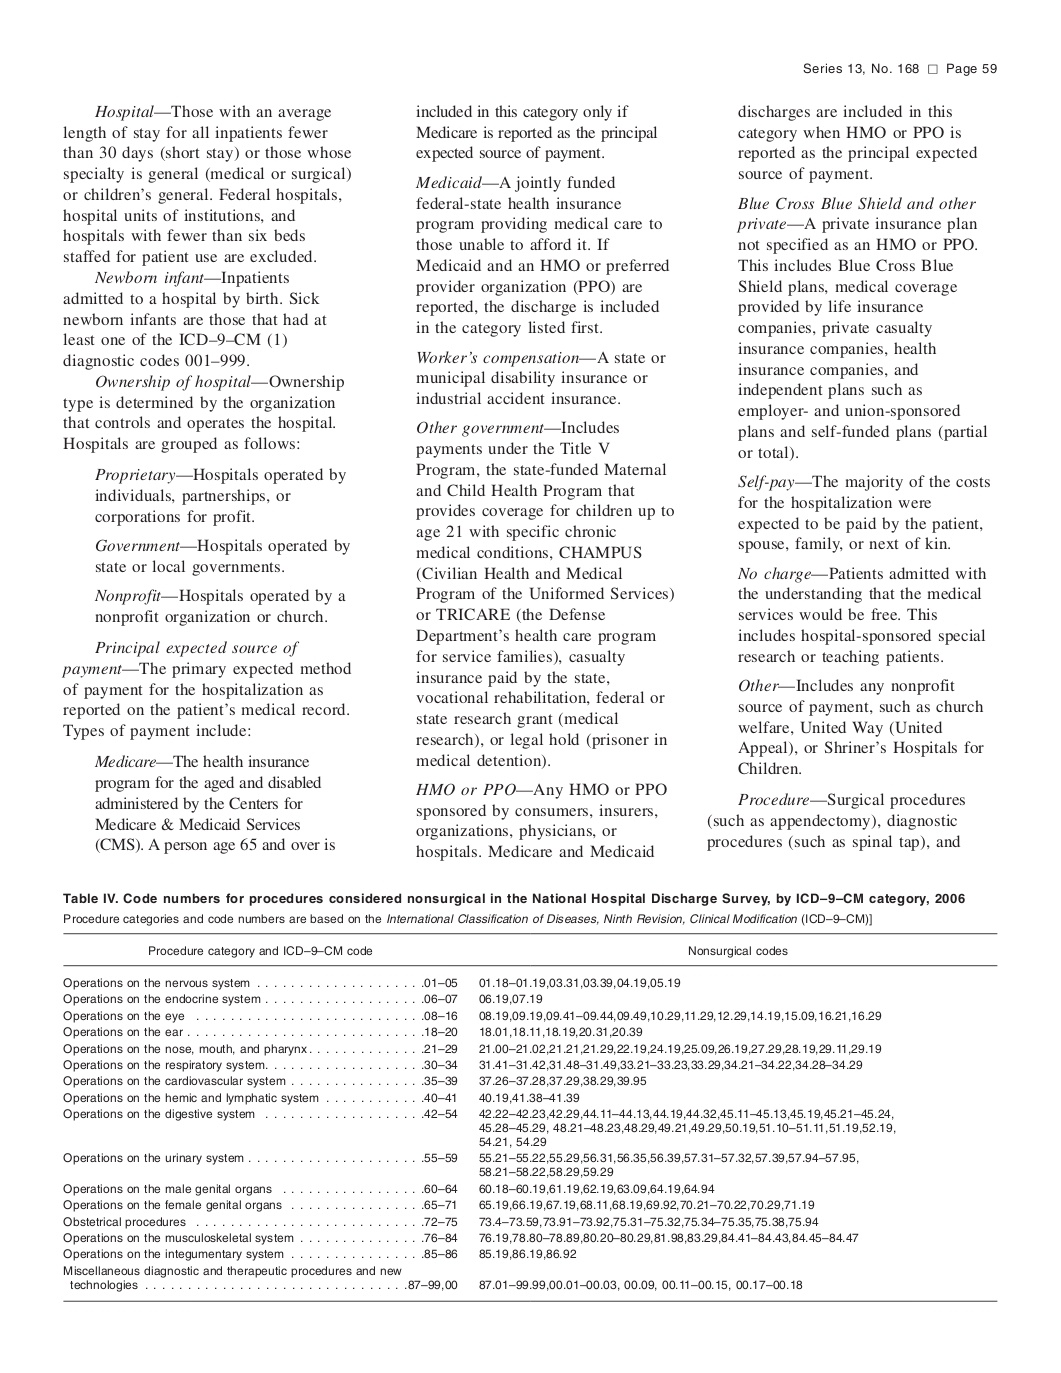 Series 13, No. 168 □ Page 59
Hospital—Those with an average
length of stay for all inpatients fewer
than 30 days (short stay) or those whose
specialty is general (medical or surgical)
or children's general. Federal hospitals,
hospital units of institutions, and
hospitals with fewer than six beds
staffed for patient use are excluded.
Newborn infant—Inpatients
admitted to a hospital by birth. Sick
newborn infants are those that had at
least one of the ICD–9–CM (1)
diagnostic codes 001–999.
Ownership of hospital—Ownership
type is determined by the organization
that controls and operates the hospital.
Hospitals are grouped as follows:
Proprietary—Hospitals operated by
individuals, partnerships, or
corporations for profit.
Government—Hospitals operated by
state or local governments.
Nonprofit—Hospitals operated by a
nonprofit organization or church.
Principal expected source of
payment—The primary expected method
of payment for the hospitalization as
reported on the patient's medical record.
Types of payment include:
Medicare—The health insurance
program for the aged and disabled
administered by the Centers for
Medicare & Medicaid Services
(CMS). A person age 65 and over is
included in this category only if
Medicare is reported as the principal
expected source of payment.
Medicaid—A jointly funded
federal-state health insurance
program providing medical care to
those unable to afford it. If
Medicaid and an HMO or preferred
provider organization (PPO) are
reported, the discharge is included
in the category listed first.
Worker's compensation—A state or
municipal disability insurance or
industrial accident insurance.
Other government—Includes
payments under the Title V
Program, the state-funded Maternal
and Child Health Program that
provides coverage for children up to
age 21 with specific chronic
medical conditions, CHAMPUS
(Civilian Health and Medical
Program of the Uniformed Services)
or TRICARE (the Defense
Department's health care program
for service families), casualty
insurance paid by the state,
vocational rehabilitation, federal or
state research grant (medical
research), or legal hold (prisoner in
medical detention).
HMO or PPO—Any HMO or PPO
sponsored by consumers, insurers,
organizations, physicians, or
hospitals. Medicare and Medicaid
discharges are included in this
category when HMO or PPO is
reported as the principal expected
source of payment.
Blue Cross Blue Shield and other
private—A private insurance plan
not specified as an HMO or PPO.
This includes Blue Cross Blue
Shield plans, medical coverage
provided by life insurance
companies, private casualty
insurance companies, health
insurance companies, and
independent plans such as
employer- and union-sponsored
plans and self-funded plans (partial
or total).
Self-pay—The majority of the costs
for the hospitalization were
expected to be paid by the patient,
spouse, family, or next of kin.
No charge—Patients admitted with
the understanding that the medical
services would be free. This
includes hospital-sponsored special
research or teaching patients.
Other—Includes any nonprofit
source of payment, such as church
welfare, United Way (United
Appeal), or Shriner's Hospitals for
Children.
Procedure—Surgical procedures
(such as appendectomy), diagnostic
procedures (such as spinal tap), and
Table IV. Code numbers for procedures considered nonsurgical in the National Hospital Discharge Survey, by ICD–9–CM category, 2006
Procedure categories and code numbers are based on the International Classification of Diseases, Ninth Revision, Clinical Modification (ICD–9–CM)]
Procedure category and ICD–9–CM code Nonsurgical codes
Operations on the nervous system . . . . . . . . . . . . . . . . . . . .01–05 01.18–01.19,03.31,03.39,04.19,05.19
Operations on the endocrine system . . . . . . . . . . . . . . . . . . .06–07 06.19,07.19
Operations on the eye . . . . . . . . . . . . . . . . . . . . . . . . . . .08–16 08.19,09.19,09.41–09.44,09.49,10.29,11.29,12.29,14.19,15.09,16.21,16.29
Operations on the ear . . . . . . . . . . . . . . . . . . . . . . . . . . . .18–20 18.01,18.11,18.19,20.31,20.39
Operations on the nose, mouth, and pharynx . . . . . . . . . . . . . .21–29 21.00–21.02,21.21,21.29,22.19,24.19,25.09,26.19,27.29,28.19,29.11,29.19
Operations on the respiratory system. . . . . . . . . . . . . . . . . . .30–34 31.41–31.42,31.48–31.49,33.21–33.23,33.29,34.21–34.22,34.28–34.29
Operations on the cardiovascular system . . . . . . . . . . . . . . . .35–39 37.26–37.28,37.29,38.29,39.95
Operations on the hemic and lymphatic system . . . . . . . . . . . .40–41 40.19,41.38–41.39
Operations on the digestive system . . . . . . . . . . . . . . . . . . .42–54 42.22–42.23,42.29,44.11–44.13,44.19,44.32,45.11–45.13,45.19,45.21–45.24,
45.28–45.29, 48.21–48.23,48.29,49.21,49.29,50.19,51.10–51.11,51.19,52.19,
54.21, 54.29
Operations on the urinary system . . . . . . . . . . . . . . . . . . . . .55–59 55.21–55.22,55.29,56.31,56.35,56.39,57.31–57.32,57.39,57.94–57.95,
58.21–58.22,58.29,59.29
Operations on the male genital organs . . . . . . . . . . . . . . . . .60–64 60.18–60.19,61.19,62.19,63.09,64.19,64.94
Operations on the female genital organs . . . . . . . . . . . . . . . .65–71 65.19,66.19,67.19,68.11,68.19,69.92,70.21–70.22,70.29,71.19
Obstetrical procedures . . . . . . . . . . . . . . . . . . . . . . . . . . .72–75 73.4–73.59,73.91–73.92,75.31–75.32,75.34–75.35,75.38,75.94
Operations on the musculoskeletal system . . . . . . . . . . . . . . .76–84 76.19,78.80–78.89,80.20–80.29,81.98,83.29,84.41–84.43,84.45–84.47
Operations on the integumentary system . . . . . . . . . . . . . . . .85–86 85.19,86.19,86.92
Miscellaneous diagnostic and therapeutic procedures and new
technologies . . . . . . . . . . . . . . . . . . . . . . . . . . . . . . .87–99,00 87.01–99.99,00.01–00.03, 00.09, 00.11–00.15, 00.17–00.18